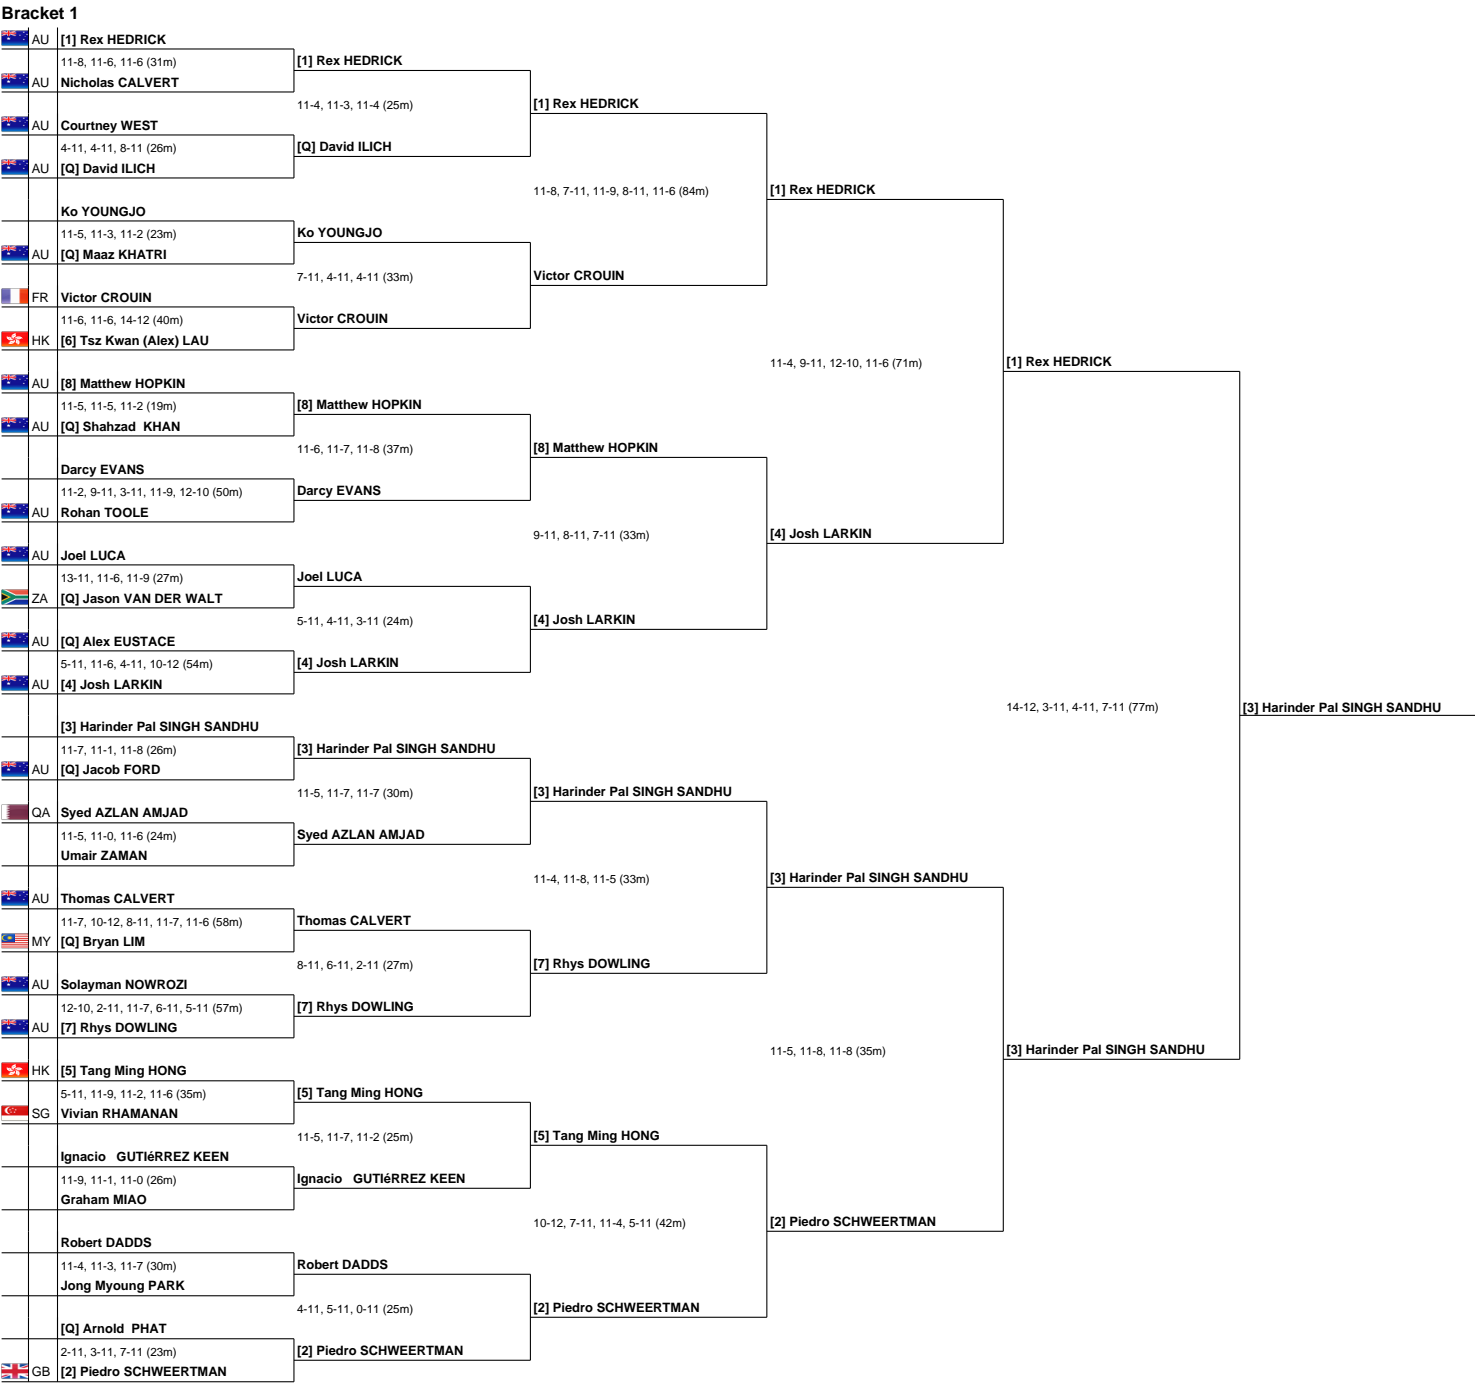 Bracket 1
AU [1] Rex HEDRICK
11-8, 11-6, 11-6 (31m)
AU Nicholas CALVERT
AU Courtney WEST
4-11, 4-11, 8-11 (26m)
AU [Q] David ILICH
Ko YOUNGJO
11-5, 11-3, 11-2 (23m)
AU [Q] Maaz KHATRI
FR Victor CROUIN
11-6, 11-6, 14-12 (40m)
HK [6] Tsz Kwan (Alex) LAU
AU [8] Matthew HOPKIN
11-5, 11-5, 11-2 (19m)
AU [Q] Shahzad KHAN
Darcy EVANS
11-2, 9-11, 3-11, 11-9, 12-10 (50m)
AU Rohan TOOLE
AU Joel LUCA
13-11, 11-6, 11-9 (27m)
ZA [Q] Jason VAN DER WALT
AU [Q] Alex EUSTACE
5-11, 11-6, 4-11, 10-12 (54m)
AU [4] Josh LARKIN
[3] Harinder Pal SINGH SANDHU
11-7, 11-1, 11-8 (26m)
AU [Q] Jacob FORD
QA Syed AZLAN AMJAD
11-5, 11-0, 11-6 (24m)
Umair ZAMAN
AU Thomas CALVERT
11-7, 10-12, 8-11, 11-7, 11-6 (58m)
MY [Q] Bryan LIM
AU Solayman NOWROZI
12-10, 2-11, 11-7, 6-11, 5-11 (57m)
AU [7] Rhys DOWLING
HK [5] Tang Ming HONG
5-11, 11-9, 11-2, 11-6 (35m)
SG Vivian RHAMANAN
Ignacio GUTIéRREZ KEEN
11-9, 11-1, 11-0 (26m)
Graham MIAO
Robert DADDS
11-4, 11-3, 11-7 (30m)
Jong Myoung PARK
[Q] Arnold PHAT
2-11, 3-11, 7-11 (23m)
GB [2] Piedro SCHWEERTMAN
[1] Rex HEDRICK
11-4, 11-3, 11-4 (25m)
[Q] David ILICH
Ko YOUNGJO
7-11, 4-11, 4-11 (33m)
Victor CROUIN
[8] Matthew HOPKIN
11-6, 11-7, 11-8 (37m)
Darcy EVANS
Joel LUCA
5-11, 4-11, 3-11 (24m)
[4] Josh LARKIN
[3] Harinder Pal SINGH SANDHU
11-5, 11-7, 11-7 (30m)
Syed AZLAN AMJAD
Thomas CALVERT
8-11, 6-11, 2-11 (27m)
[7] Rhys DOWLING
[5] Tang Ming HONG
11-5, 11-7, 11-2 (25m)
Ignacio GUTIéRREZ KEEN
Robert DADDS
4-11, 5-11, 0-11 (25m)
[2] Piedro SCHWEERTMAN
[1] Rex HEDRICK
11-8, 7-11, 11-9, 8-11, 11-6 (84m)
Victor CROUIN
[8] Matthew HOPKIN
9-11, 8-11, 7-11 (33m)
[4] Josh LARKIN
[3] Harinder Pal SINGH SANDHU
11-4, 11-8, 11-5 (33m)
[7] Rhys DOWLING
[5] Tang Ming HONG
10-12, 7-11, 11-4, 5-11 (42m)
[2] Piedro SCHWEERTMAN
[1] Rex HEDRICK
11-4, 9-11, 12-10, 11-6 (71m)
[4] Josh LARKIN
[3] Harinder Pal SINGH SANDHU
11-5, 11-8, 11-8 (35m)
[2] Piedro SCHWEERTMAN
[1] Rex HEDRICK
14-12, 3-11, 4-11, 7-11 (77m)
[3] Harinder Pal SINGH SANDHU
[3] Harinder Pal SINGH SANDHU